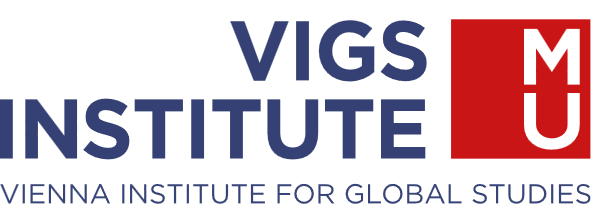 VIGS
INSTITUTE
M
U
VIENNA INSTITUTE FOR GLOBAL STUDIES